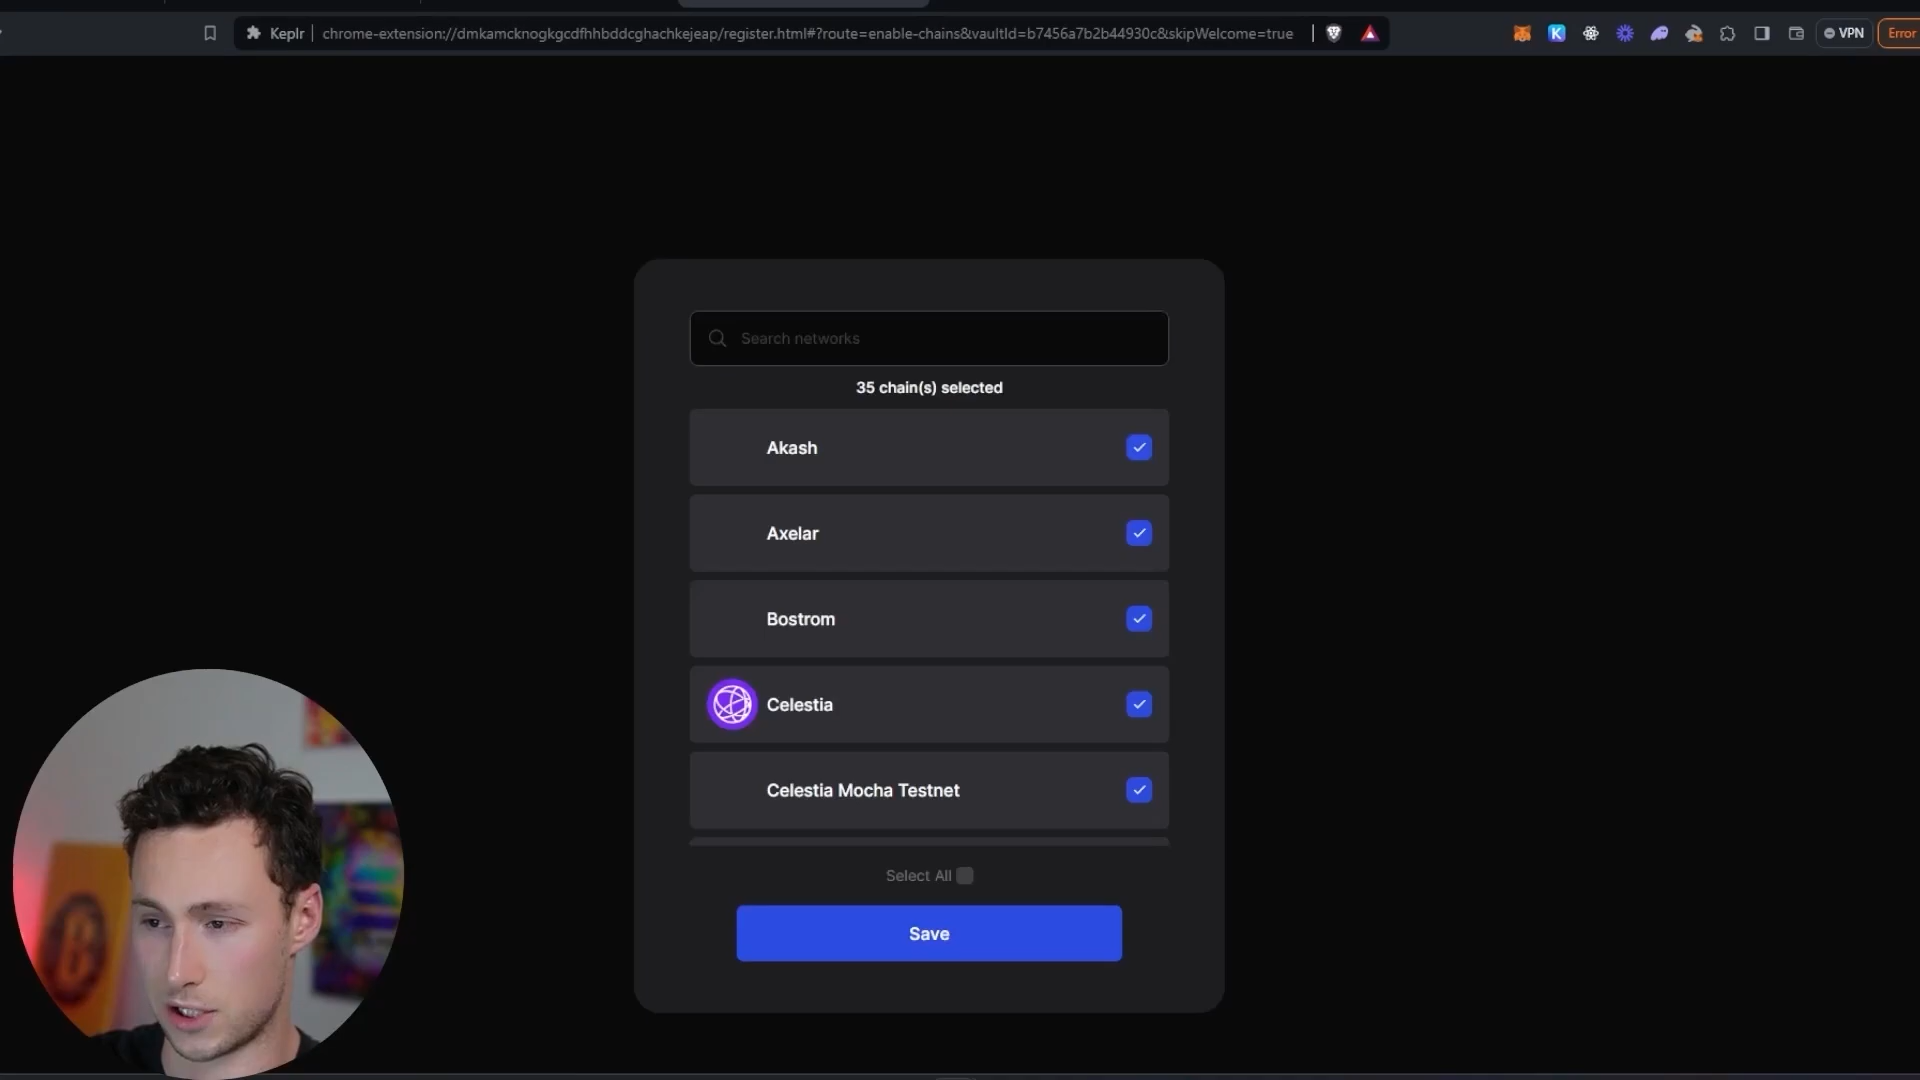 Keplr
chrome-extension://dmkamcknogkgcdfhhbddcghachkejeap/register.html#?route=enable-chains&vaultId=b7456a7b2b44930c&skipWelcome=true
VPN
Error
Search networks
35 chain(s) selected
Akash
Axelar
Bostrom
Celestia
Celestia Mocha Testnet
Select All
Save